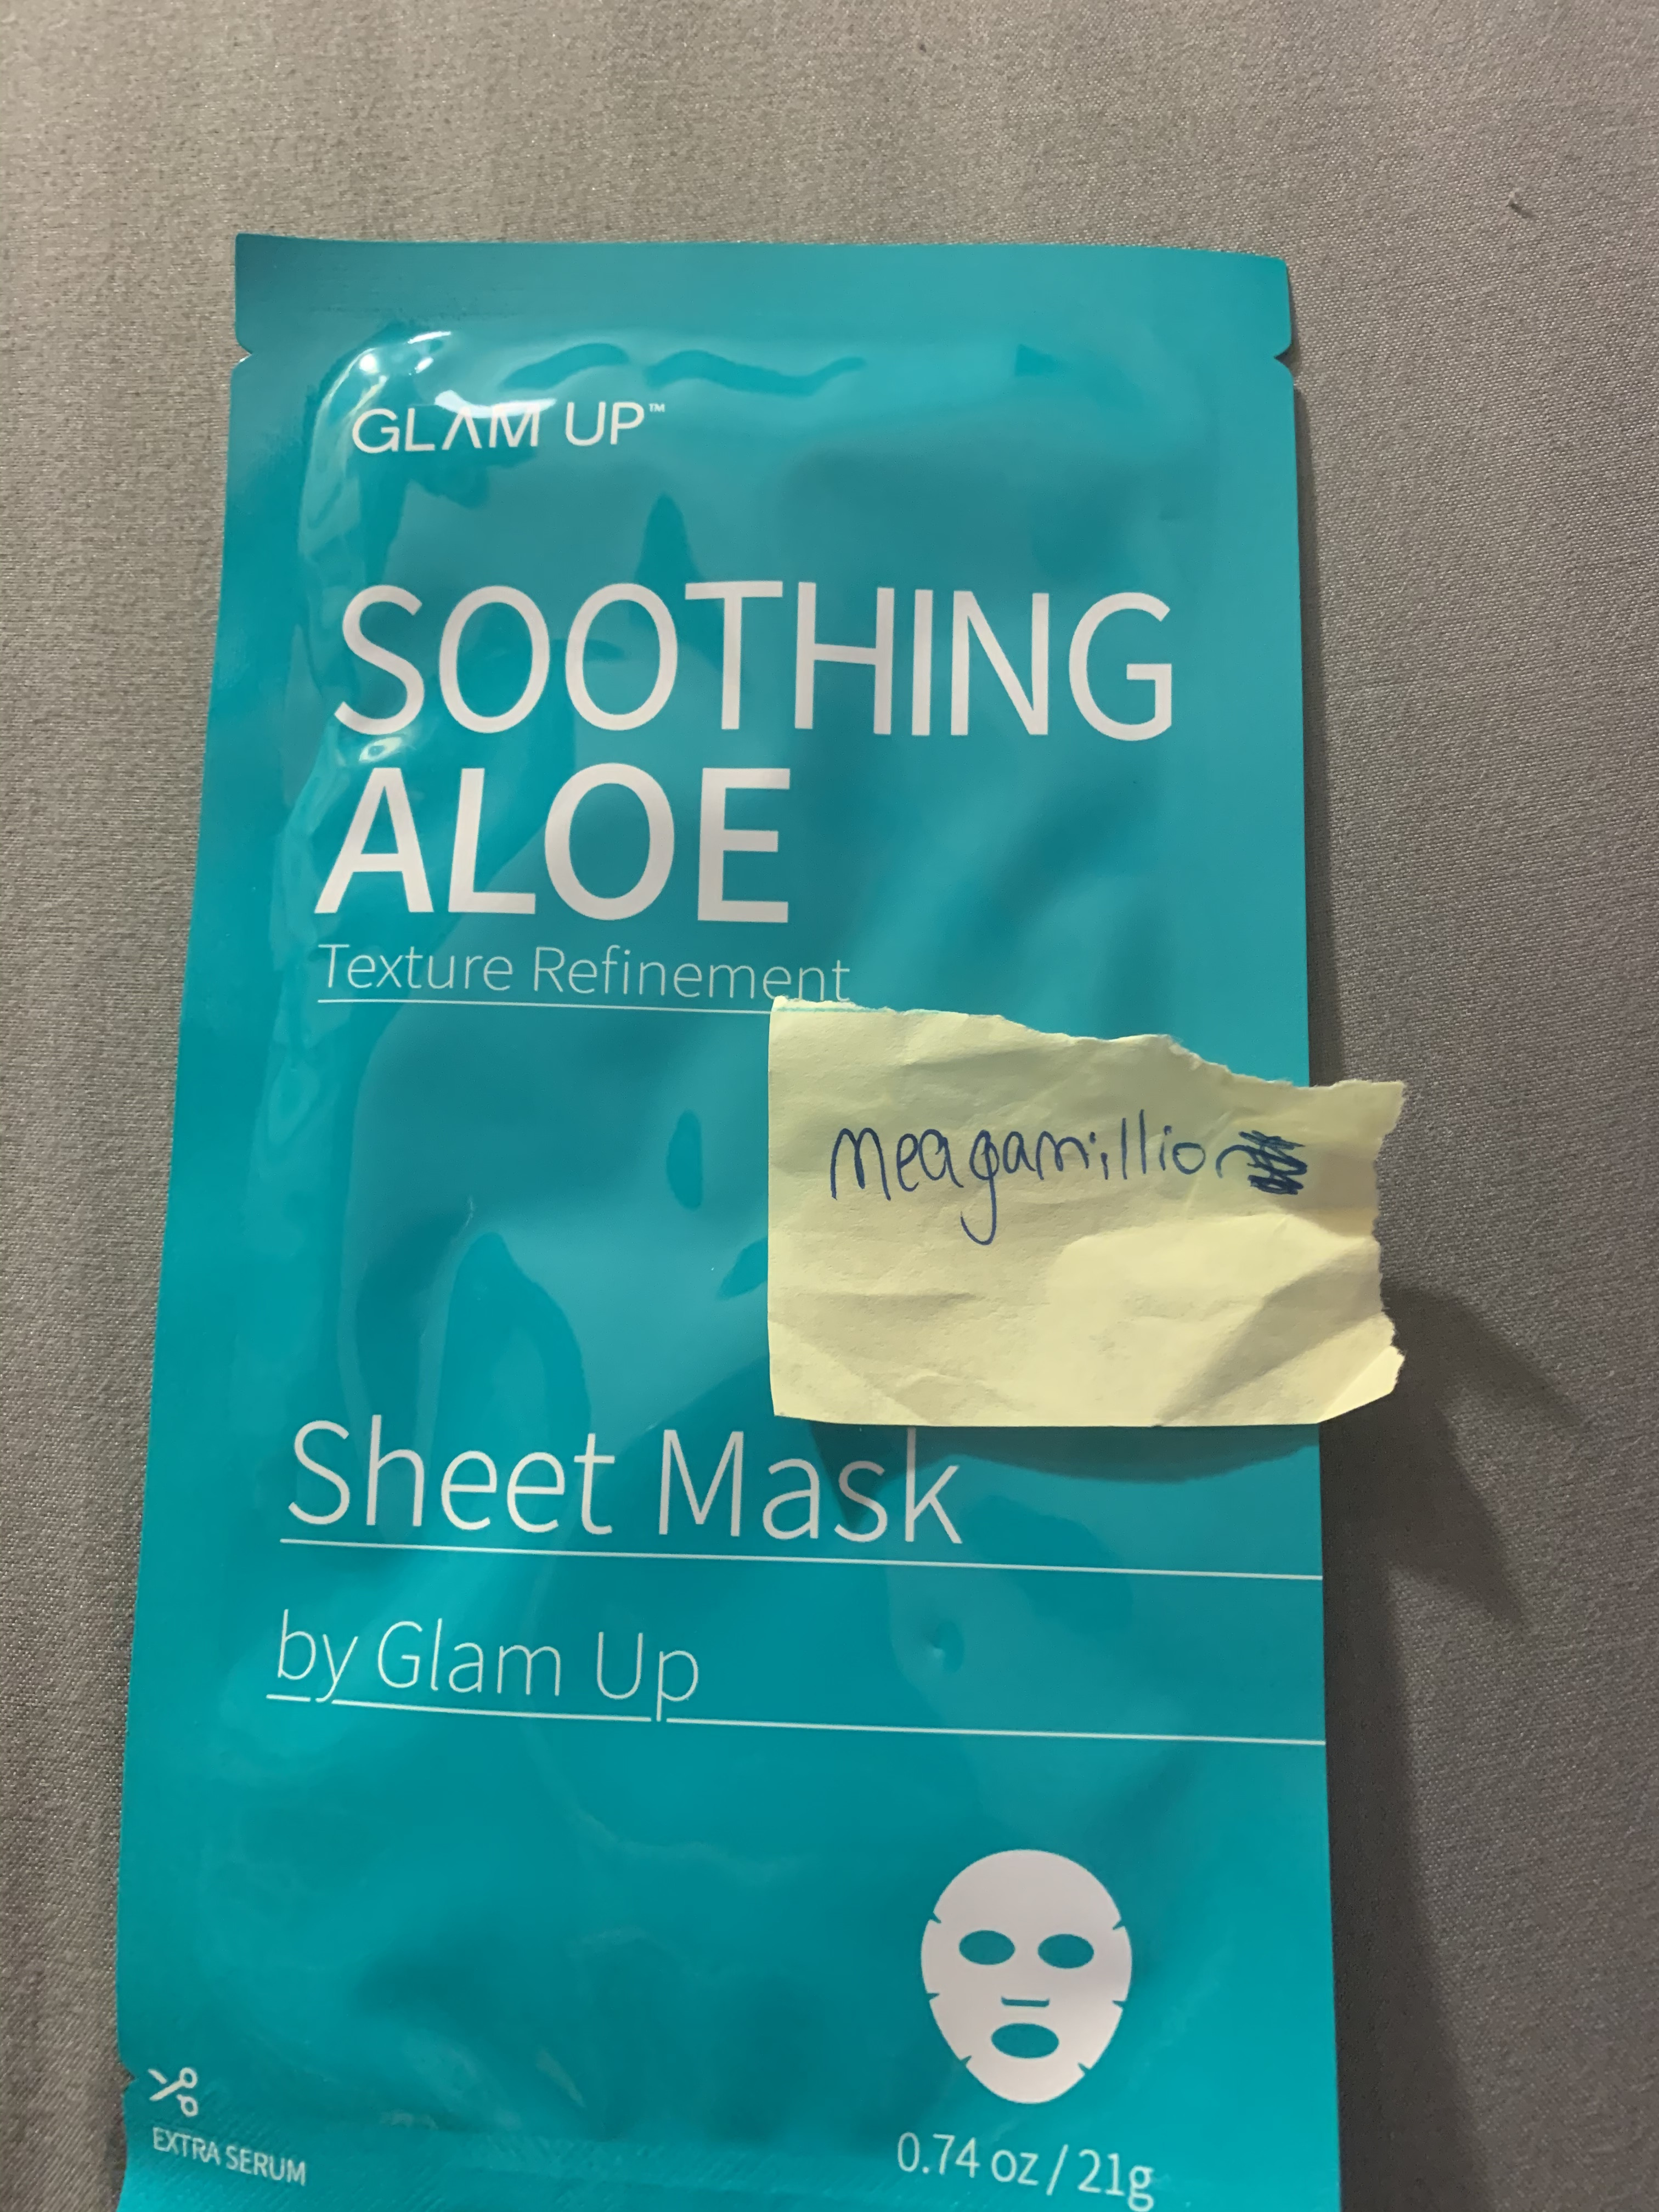 GLAM UP™
SOOTHING
ALOE
Texture Refinement
meagamillion
Sheet Mask
by Glam Up
EXTRA SERUM
0.74 oz / 21g